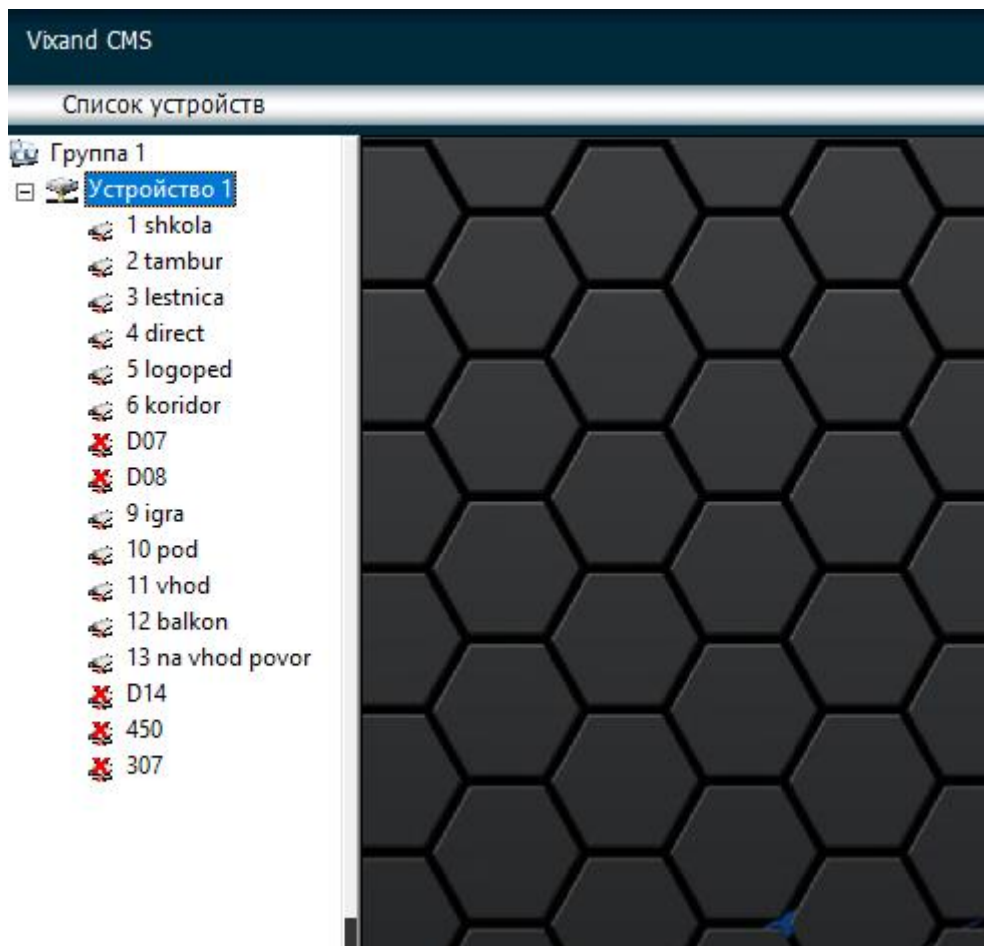 Vixand CMS
Список устройств
Группа 1
Устройство 1
1 shkola
2 tambur
3 lestnica
4 direct
5 logoped
6 koridor
D07
D08
9 igra
10 pod
11 vhod
12 balkon
13 na vhod povor
D14
450
307